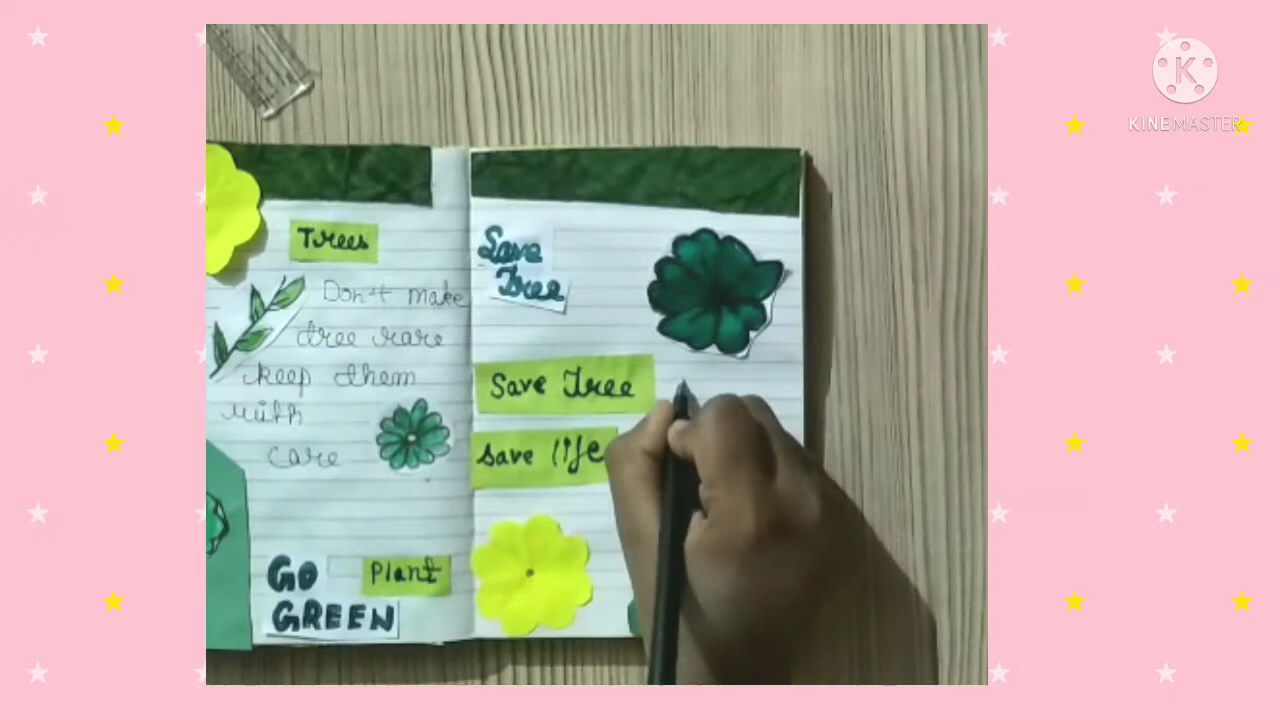 Trees
Don't make
tree rare
keep them
with
care
GO
GREEN
Plant
Save
Tree
Save Tree
Save life
KINEMASTER